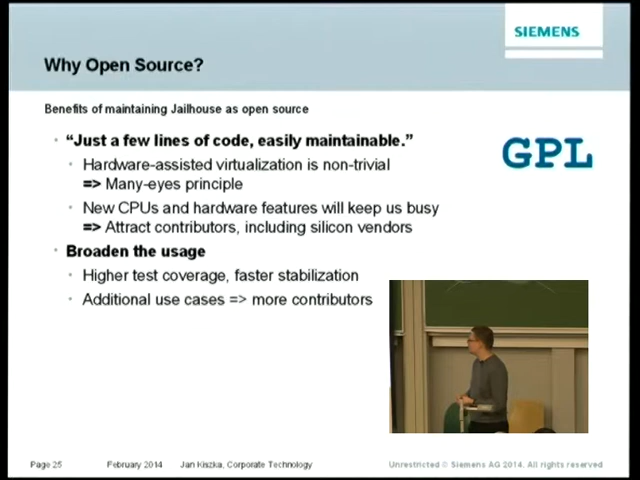 SIEMENS
Why Open Source?
Benefits of maintaining Jailhouse as open source
"Just a few lines of code, easily maintainable."
Hardware-assisted virtualization is non-trivial
=> Many-eyes principle
New CPUs and hardware features will keep us busy
=> Attract contributors, including silicon vendors
Broaden the usage
Higher test coverage, faster stabilization
Additional use cases => more contributors
GPL
Page 25 February 2014 Jan Kiszka, Corporate Technology Unrestricted © Siemens AG 2014. All rights reserved